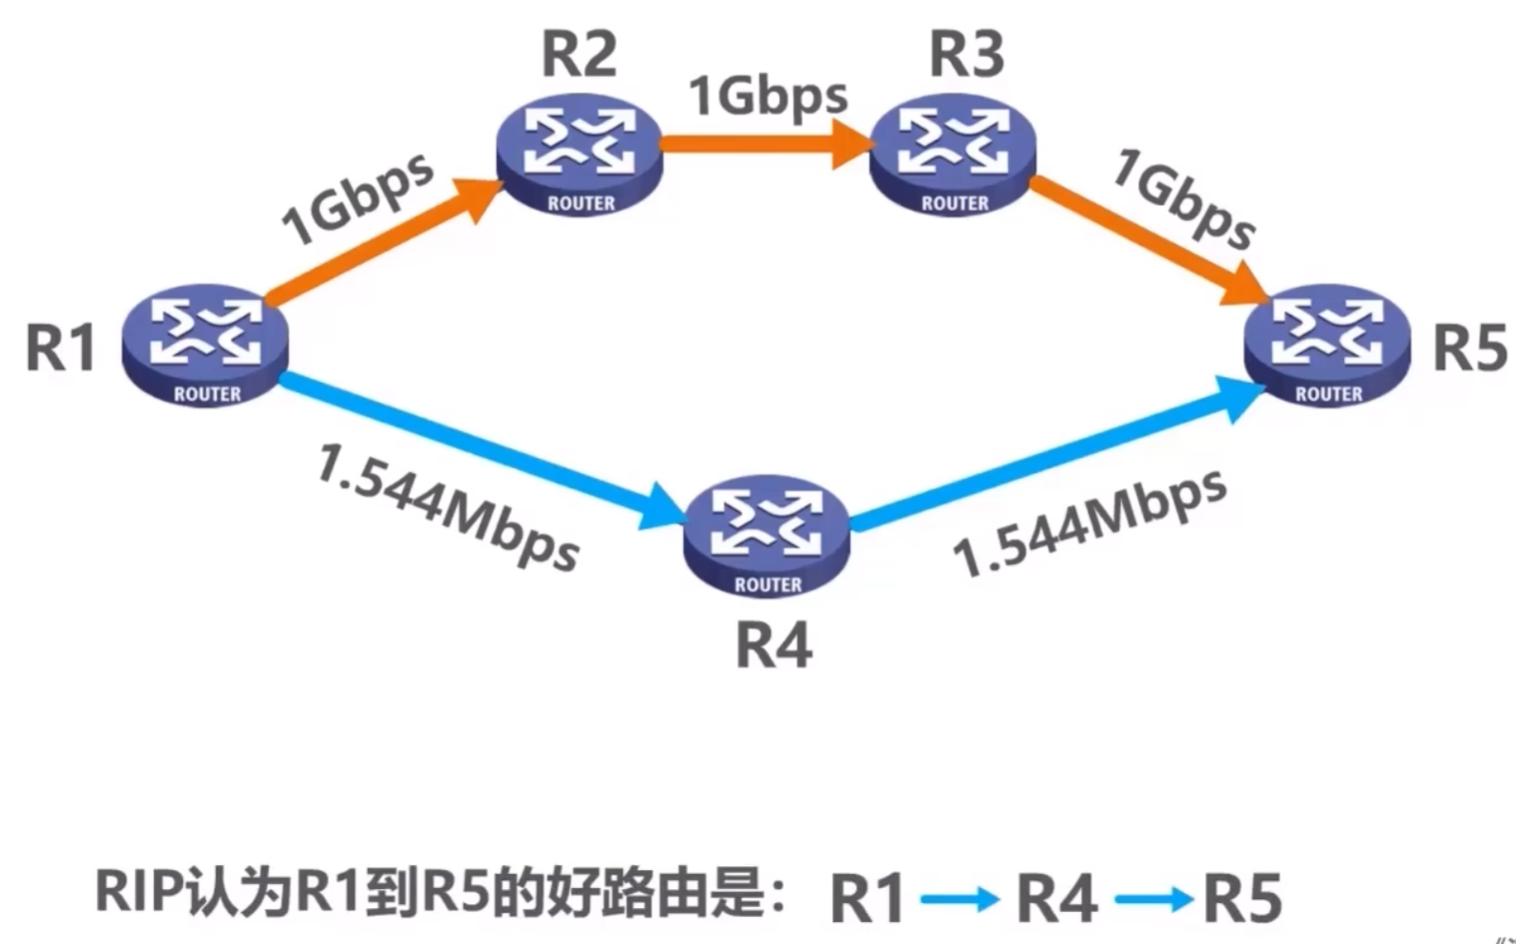 R2
R3
1Gbps
ROUTER
ROUTER
1Gbps
1Gbps
R1
ROUTER
R5
ROUTER
1.544Mbps
1.544Mbps
ROUTER
R4
RIP认为R1到R5的好路由是： R1 → R4 → R5